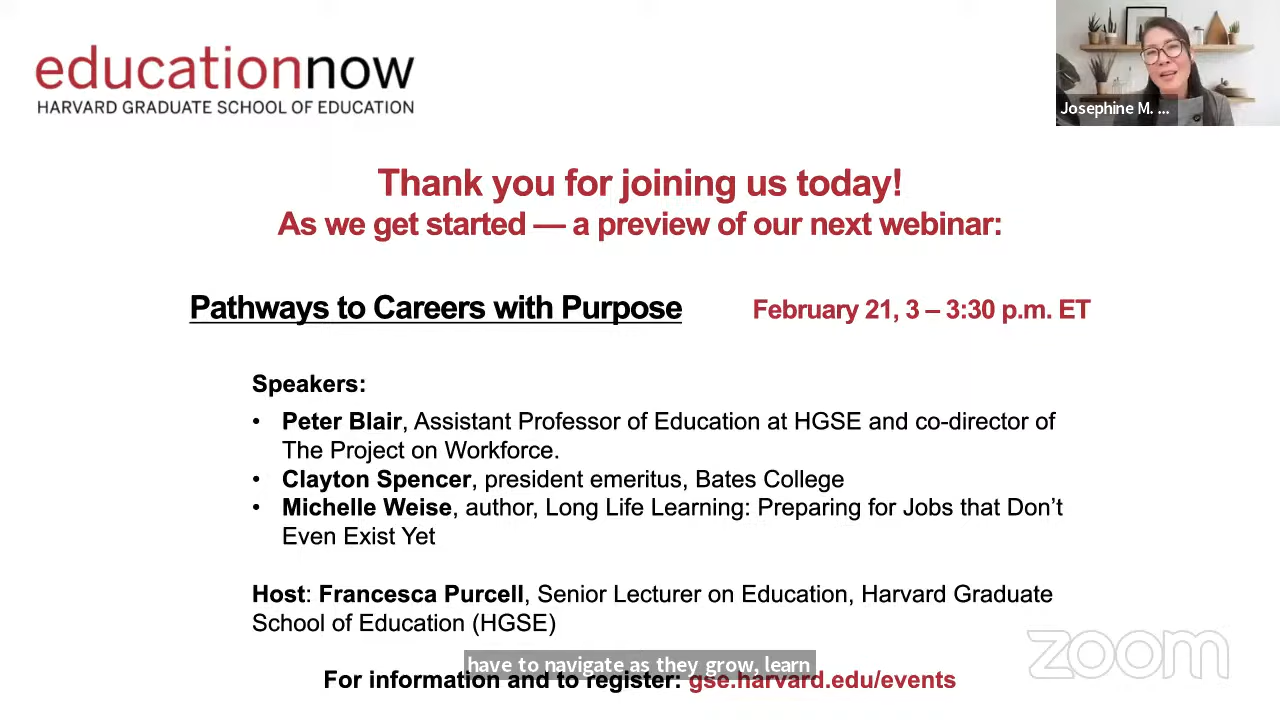 educationnow
HARVARD GRADUATE SCHOOL OF EDUCATION
Josephine M. ...
Thank you for joining us today!
As we get started — a preview of our next webinar:
Pathways to Careers with Purpose
February 21, 3 – 3:30 p.m. ET
Speakers:
• Peter Blair, Assistant Professor of Education at HGSE and co-director of
The Project on Workforce.
• Clayton Spencer, president emeritus, Bates College
• Michelle Weise, author, Long Life Learning: Preparing for Jobs that Don't
Even Exist Yet
Host: Francesca Purcell, Senior Lecturer on Education, Harvard Graduate
School of Education (HGSE)
zoom
have to navigate as they grow, learn
For information and to register: gse.harvard.edu/events